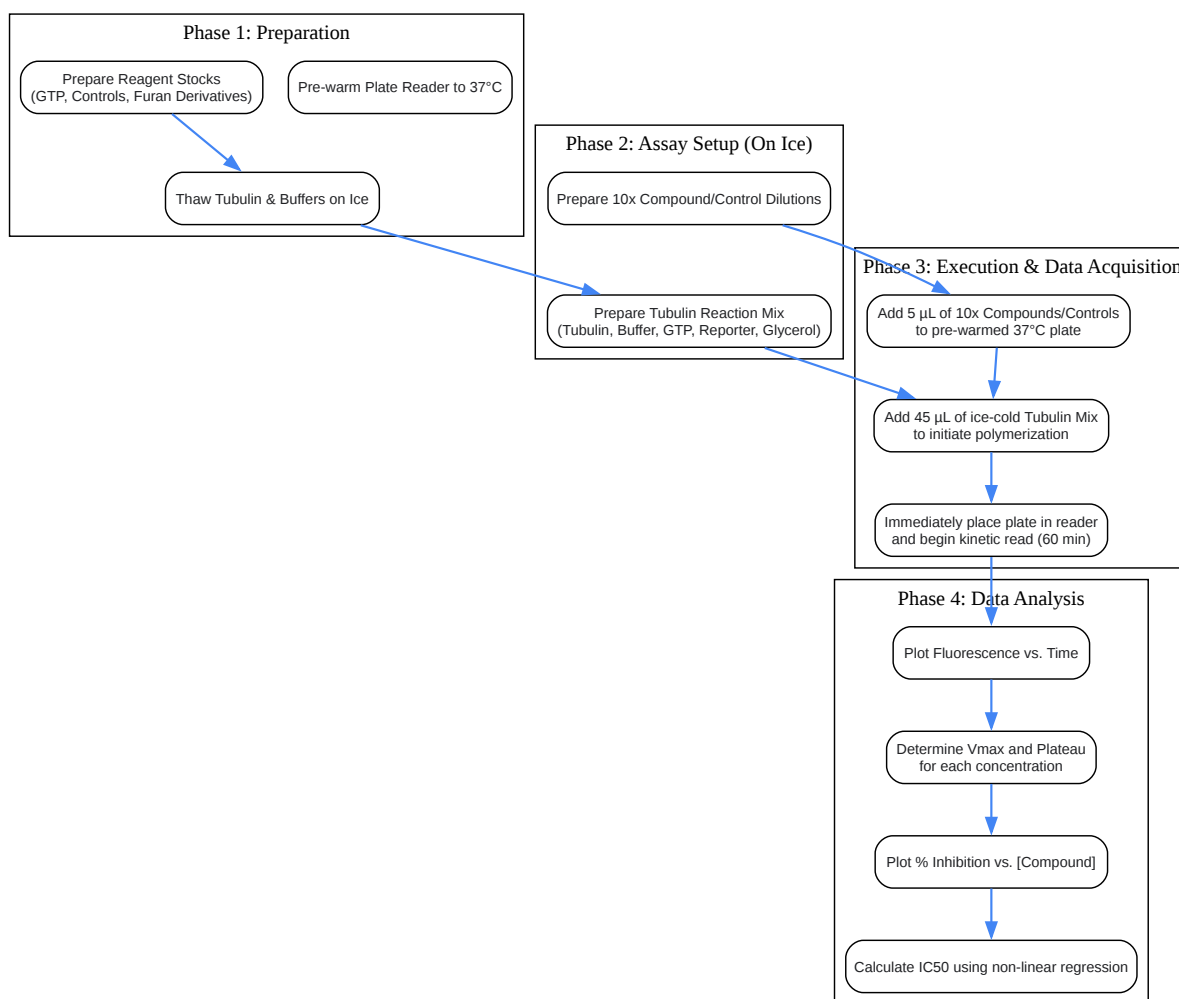 Phase 1: Preparation
Prepare Reagent Stocks
(GTP, Controls, Furan Derivatives)
Pre-warm Plate Reader to 37°C
Thaw Tubulin & Buffers on Ice
Phase 2: Assay Setup (On Ice)
Prepare 10x Compound/Control Dilutions
Prepare Tubulin Reaction Mix
(Tubulin, Buffer, GTP, Reporter, Glycerol)
Phase 3: Execution & Data Acquisition
Add 5 µL of 10x Compounds/Controls
to pre-warmed 37°C plate
Add 45 µL of ice-cold Tubulin Mix
to initiate polymerization
Immediately place plate in reader
and begin kinetic read (60 min)
Phase 4: Data Analysis
Plot Fluorescence vs. Time
Determine Vmax and Plateau
for each concentration
Plot % Inhibition vs. [Compound]
Calculate IC50 using non-linear regression